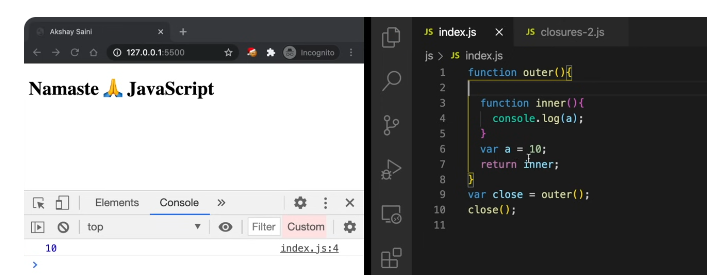 Akshay Saini × +
127.0.0.1:5500 Incognito
Namaste 🙏 JavaScript
Elements Console » ×
top Filter Custom
10 index.js:4
>
JS index.js × JS closures-2.js
js > JS index.js
1 function outer(){
2
3 function inner(){
4 console.log(a);
5 }
6 var a = 10;
7 return inner;
8 }
9 var close = outer();
10 close();
11